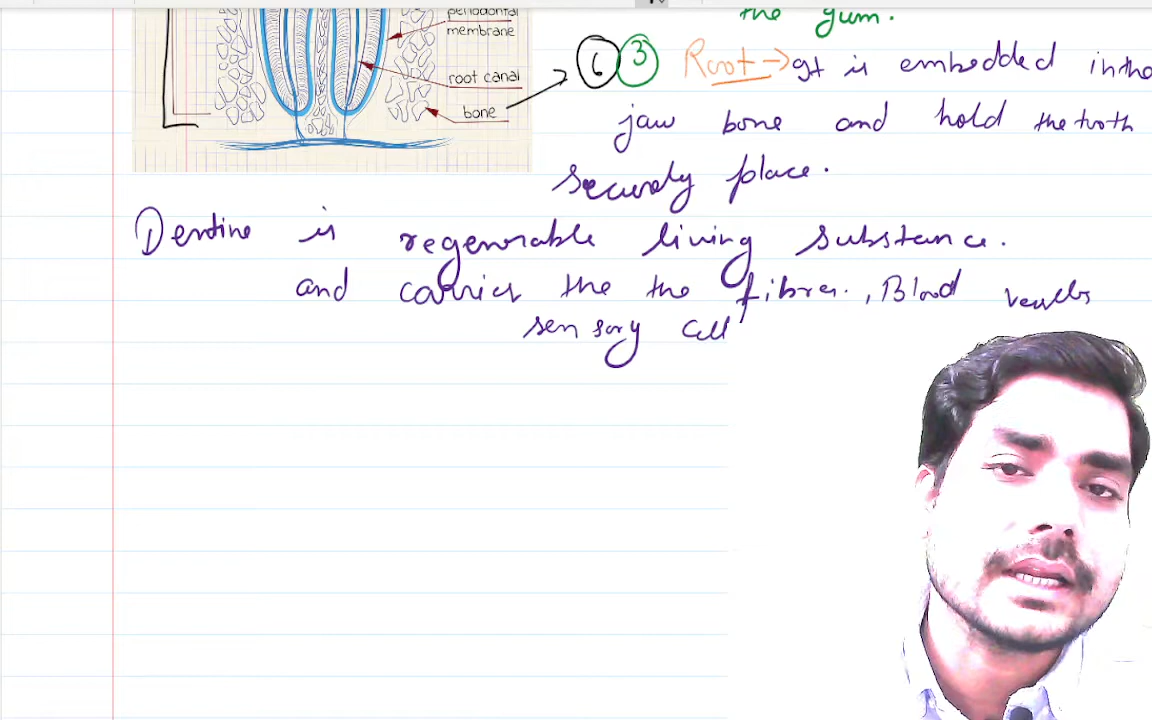 periodontal
membrane
root canal
bone
the gum.
6 3 Root → It is embedded in the
jaw bone and hold the tooth
securely place.
Dentine is regenerable living substance.
and carries the the fibres., Blood vessels
sensory cell